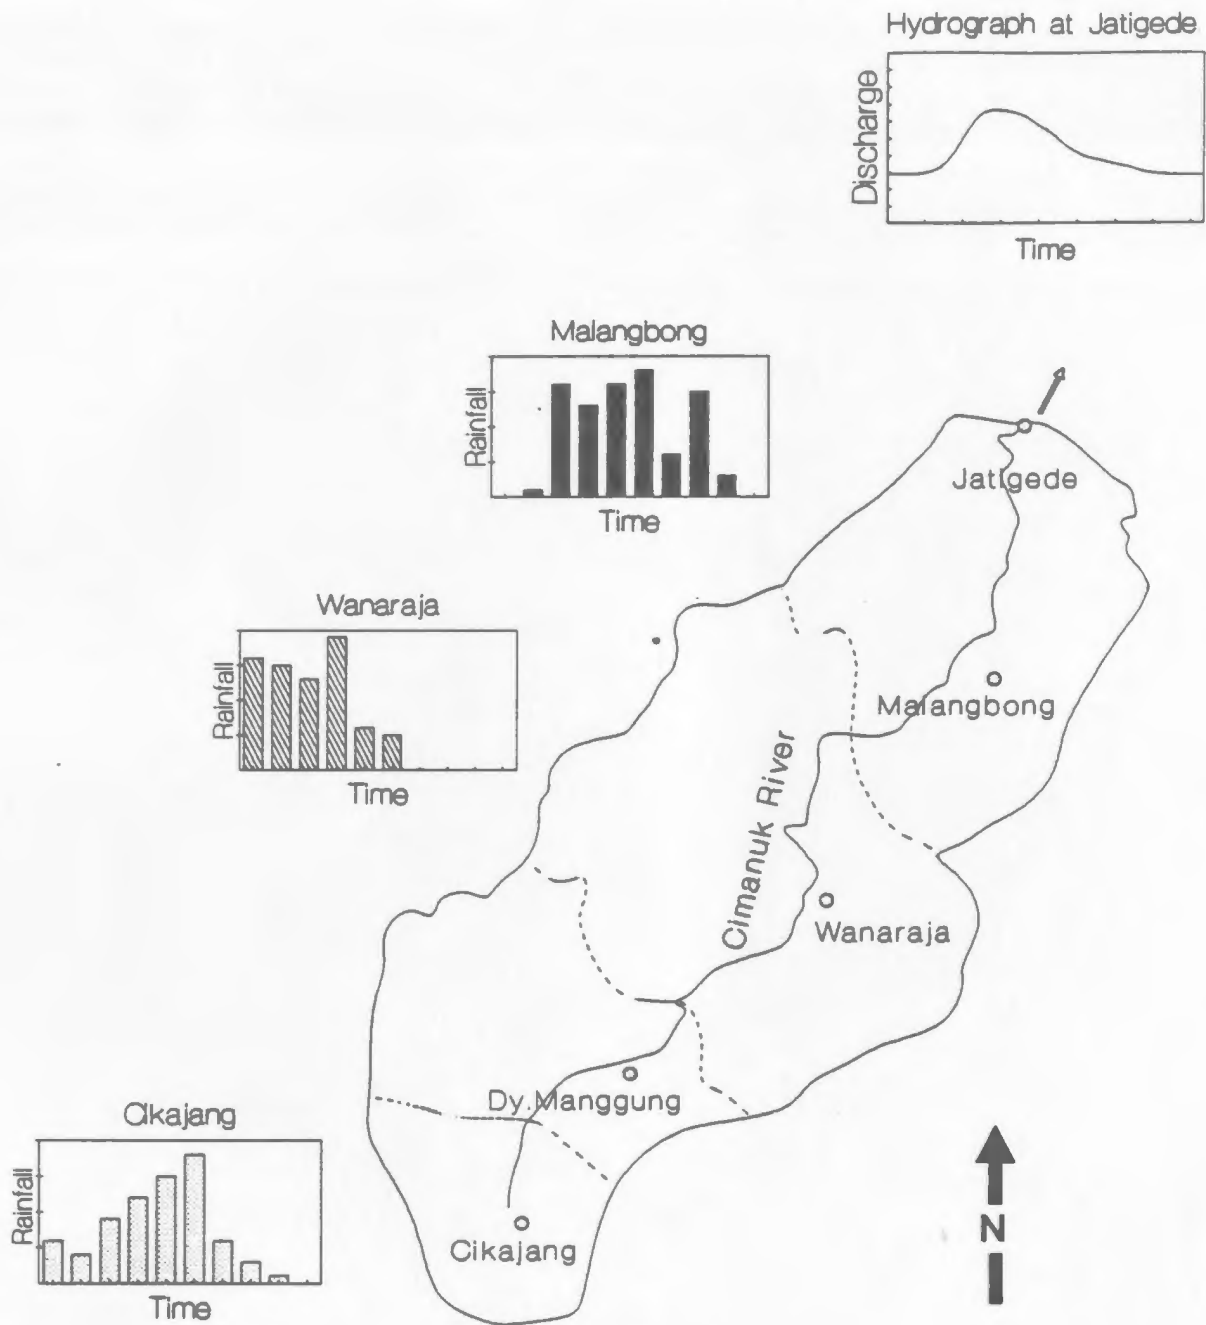 Hydrograph at Jatigede
Discharge
Time
Malangbong
Rainfall
Time
Jatigede
Wanaraja
Rainfall
Time
Malangbong
Cimanuk River
Wanaraja
Dy.Manggung
Cikajang
Rainfall
Time
Cikajang
N